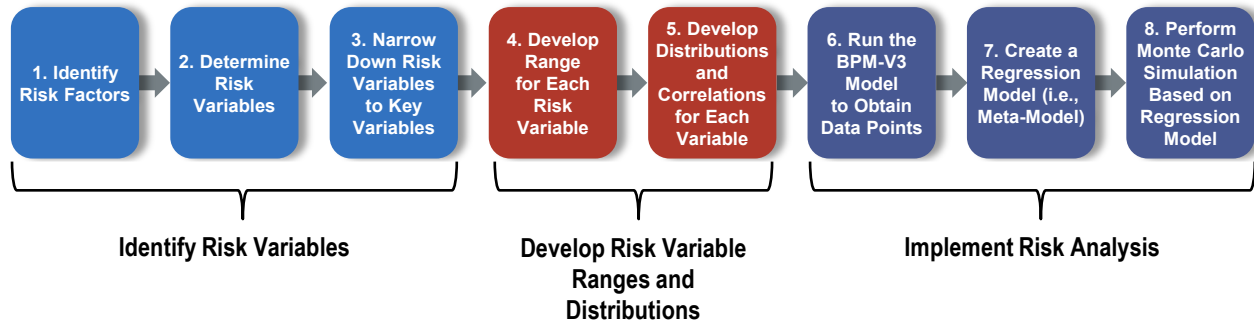 1. Identify
Risk Factors
2. Determine
Risk
Variables
3. Narrow
Down Risk
Variables
to Key
Variables
4. Develop
Range
for Each
Risk
Variable
5. Develop
Distributions
and
Correlations
for Each
Variable
6. Run the
BPM-V3
Model
to Obtain
Data Points
7. Create a
Regression
Model (i.e.,
Meta-Model)
8. Perform
Monte Carlo
Simulation
Based on
Regression
Model
Identify Risk Variables
Develop Risk Variable
Ranges and
Distributions
Implement Risk Analysis